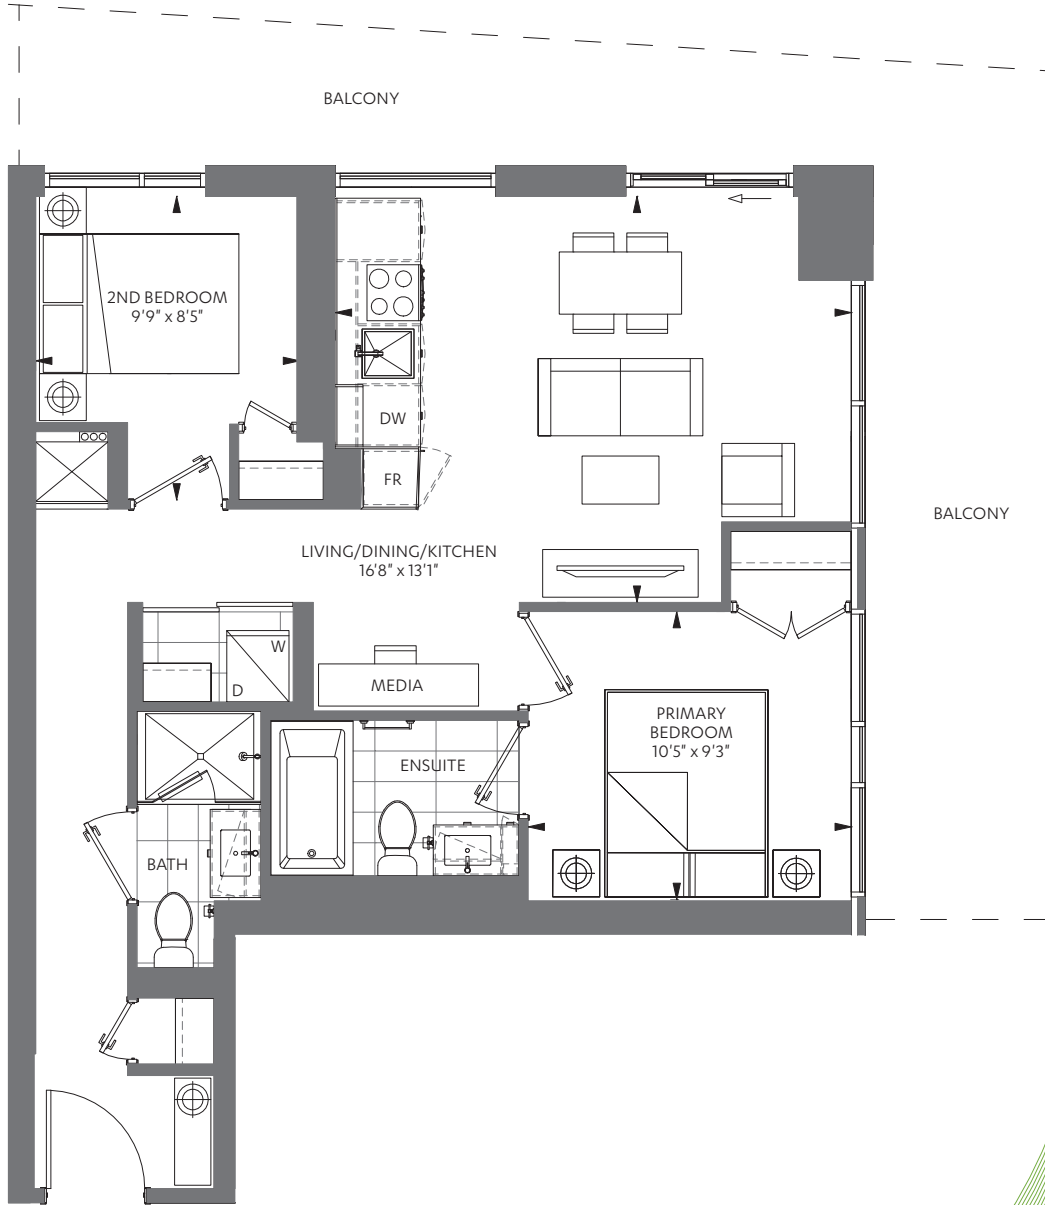 BALCONY
2ND BEDROOM
9'9" x 8'5"
DW
FR
BALCONY
LIVING/DINING/KITCHEN
16'8" x 13'1"
W
D
MEDIA
PRIMARY
BEDROOM
10'5" x 9'3"
ENSUITE
BATH